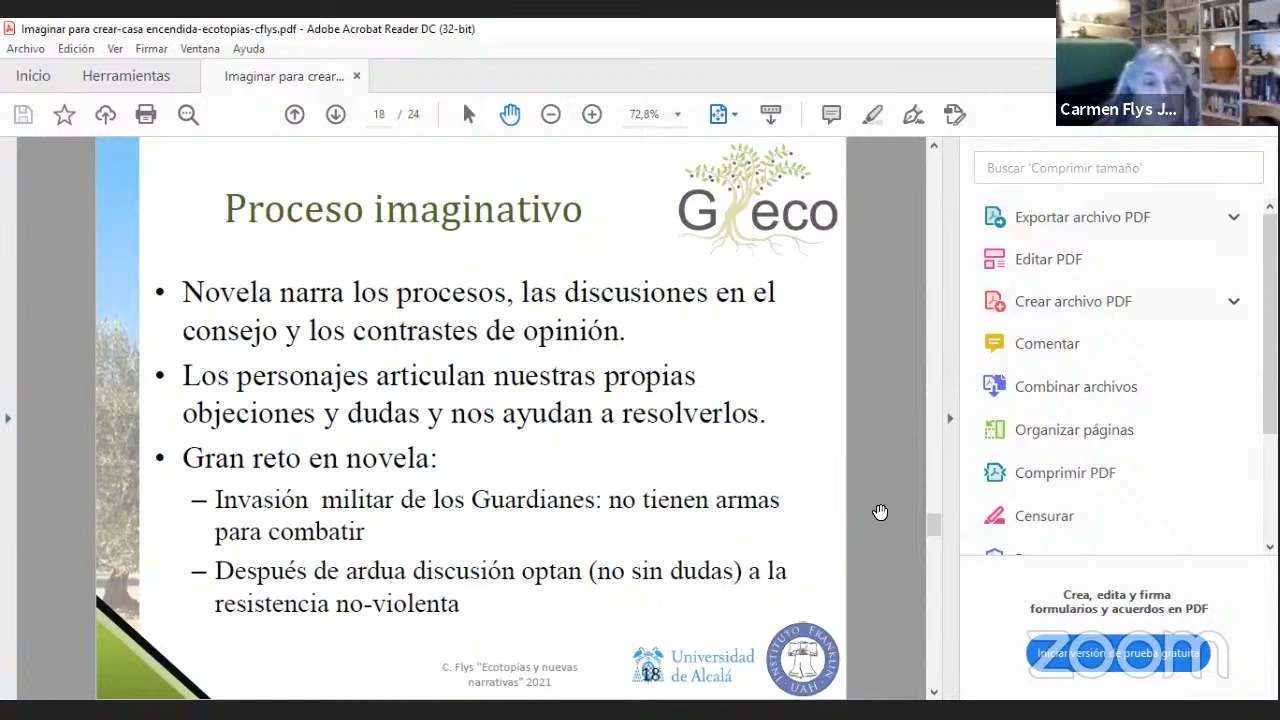 Imaginar para crear-casa encendida-ecotopias-cflys.pdf - Adobe Acrobat Reader DC (32-bit)
Archivo Edición Ver Firmar Ventana Ayuda
Inicio Herramientas Imaginar para crear... ×
18 / 24 72,8%
Carmen Flys J...
Proceso imaginativo
G eco
• Novela narra los procesos, las discusiones en el
consejo y los contrastes de opinión.
• Los personajes articulan nuestras propias
objeciones y dudas y nos ayudan a resolverlos.
• Gran reto en novela:
– Invasión militar de los Guardianes: no tienen armas
para combatir
– Después de ardua discusión optan (no sin dudas) a la
resistencia no-violenta
C. Flys "Ecotopías y nuevas
narrativas" 2021
Universidad
de Alcalá
18
INSTITUTO FRANKLIN
UAH
Buscar 'Comprimir tamaño'
Exportar archivo PDF
Editar PDF
Crear archivo PDF
Comentar
Combinar archivos
Organizar páginas
Comprimir PDF
Censurar
Crea, edita y firma
formularios y acuerdos en PDF
Iniciar versión de prueba gratuita
zoom